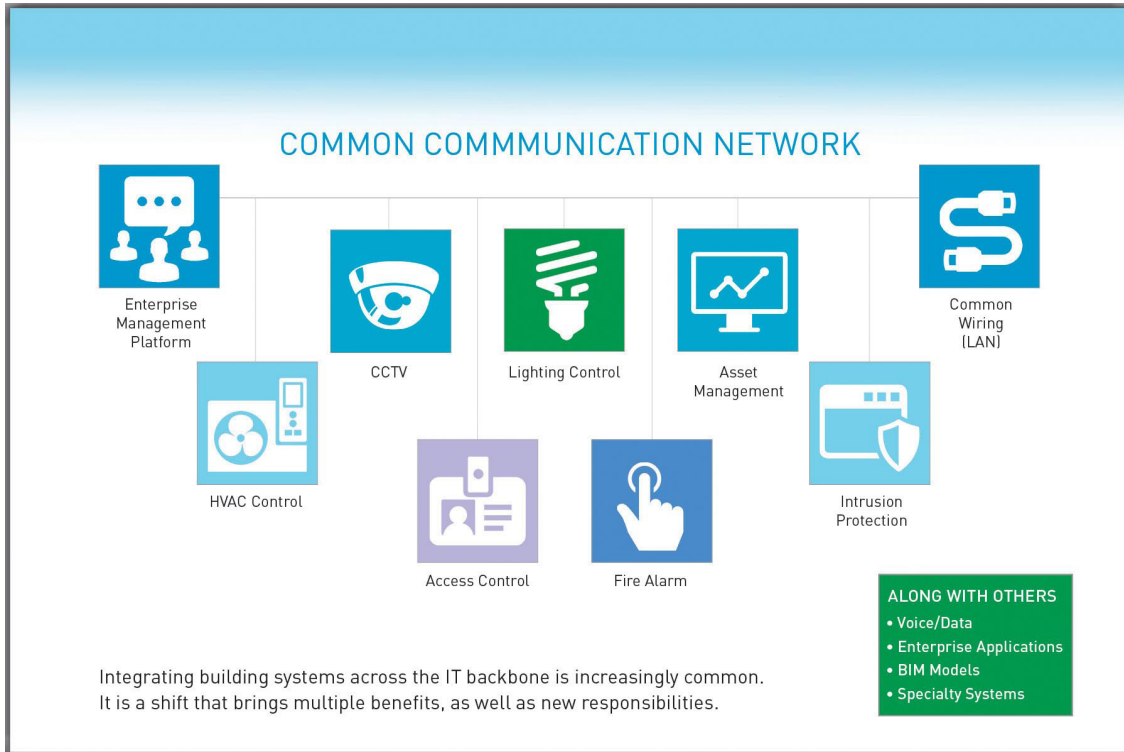 COMMON COMMMUNICATION NETWORK
Enterprise
Management
Platform
CCTV
Lighting Control
Asset
Management
Common
Wiring
(LAN)
HVAC Control
Access Control
Fire Alarm
Intrusion
Protection
ALONG WITH OTHERS
• Voice/Data
• Enterprise Applications
• BIM Models
• Specialty Systems
Integrating building systems across the IT backbone is increasingly common.
It is a shift that brings multiple benefits, as well as new responsibilities.